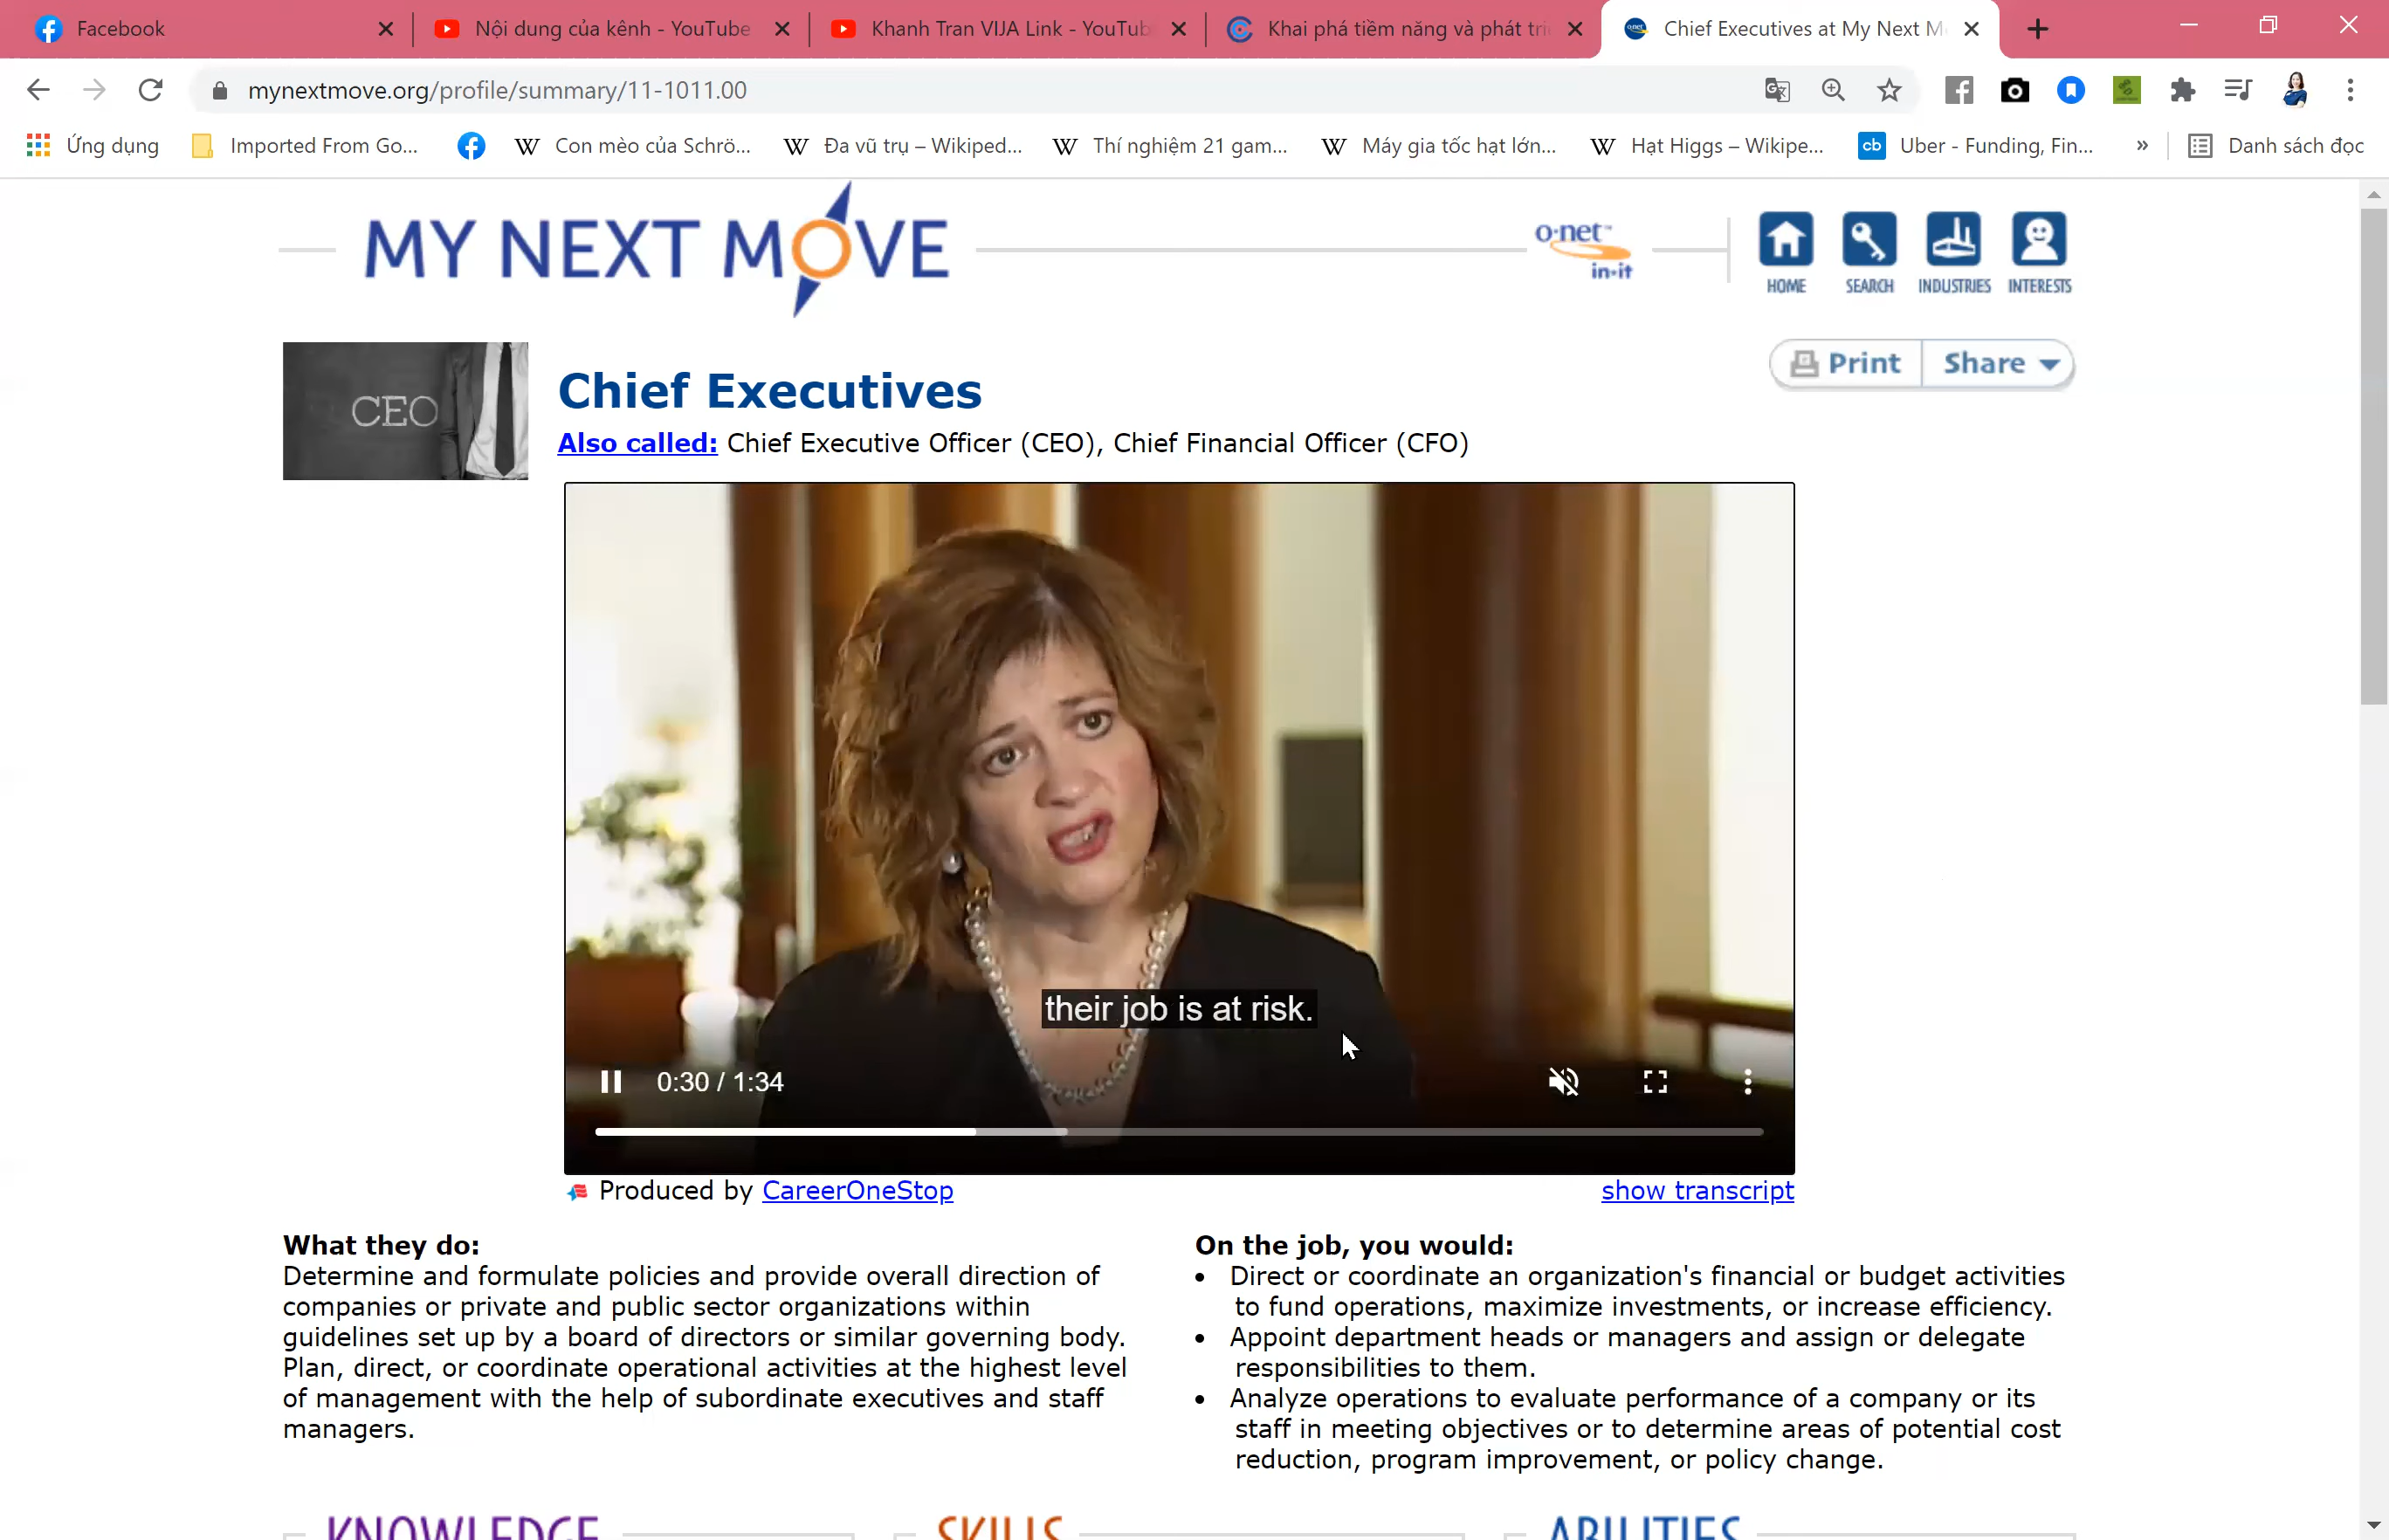 Facebook
Nội dung của kênh - YouTube
Khanh Tran VIJA Link - YouTub
Khai phá tiềm năng và phát tri
Chief Executives at My Next M
mynextmove.org/profile/summary/11-1011.00
Ứng dụng
Imported From Go...
Con mèo của Schrö...
Đa vũ trụ – Wikiped...
Thí nghiệm 21 gam...
Máy gia tốc hạt lớn...
Hạt Higgs – Wikipe...
cb
Uber - Funding, Fin...
»
Danh sách đọc
MY NEXT MOVE
o·net™
in·it
HOME
SEARCH
INDUSTRIES
INTERESTS
CEO
Chief Executives
Print
Share
Also called: Chief Executive Officer (CEO), Chief Financial Officer (CFO)
their job is at risk.
0:30 / 1:34
Produced by CareerOneStop
show transcript
What they do:
Determine and formulate policies and provide overall direction of
companies or private and public sector organizations within
guidelines set up by a board of directors or similar governing body.
Plan, direct, or coordinate operational activities at the highest level
of management with the help of subordinate executives and staff
managers.
On the job, you would:
• Direct or coordinate an organization's financial or budget activities
to fund operations, maximize investments, or increase efficiency.
• Appoint department heads or managers and assign or delegate
responsibilities to them.
• Analyze operations to evaluate performance of a company or its
staff in meeting objectives or to determine areas of potential cost
reduction, program improvement, or policy change.
KNOWLEDGE
SKILLS
ABILITIES